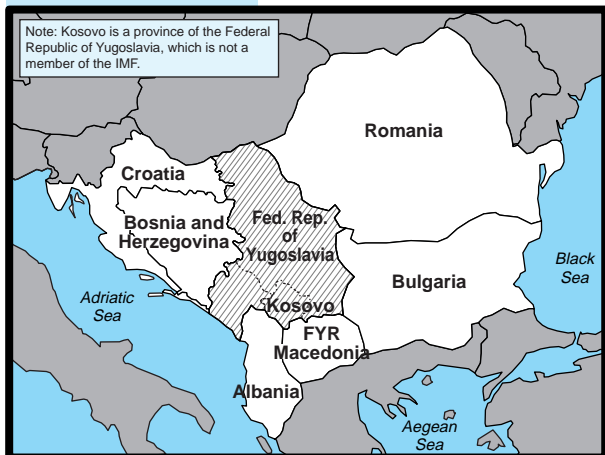 Note: Kosovo is a province of the Federal
Republic of Yugoslavia, which is not a
member of the IMF.
Romania
Croatia
Bosnia and
Herzegovina
Fed. Rep.
of
Yugoslavia
Black
Sea
Bulgaria
Adriatic
Sea
Kosovo
FYR
Macedonia
Albania
Aegean
Sea